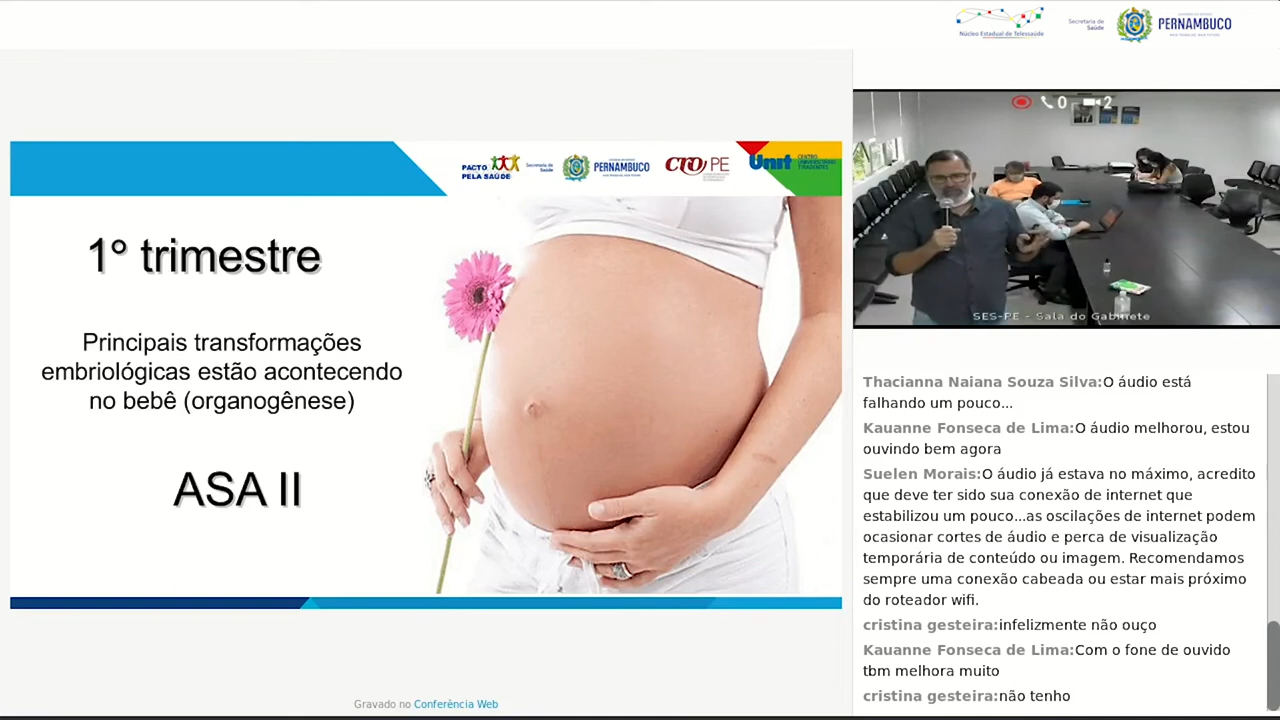 Núcleo Estadual de Telessaúde
Secretaria de
Saúde
PERNAMBUCO
PACTO
PELA SAÚDE
Secretaria de
Saúde
PERNAMBUCO
CRO PE
Unit
CENTRO
UNIVERSITÁRIO
TIRADENTES
1° trimestre
Principais transformações
embriológicas estão acontecendo
no bebê (organogênese)
ASA II
0
2
SES-PE - Sala do Gabinete
Thacianna Naiana Souza Silva:O áudio está
falhando um pouco...
Kauanne Fonseca de Lima:O áudio melhorou, estou
ouvindo bem agora
Suelen Morais:O áudio já estava no máximo, acredito
que deve ter sido sua conexão de internet que
estabilizou um pouco...as oscilações de internet podem
ocasionar cortes de áudio e perca de visualização
temporária de conteúdo ou imagem. Recomendamos
sempre uma conexão cabeada ou estar mais próximo
do roteador wifi.
cristina gesteira:infelizmente não ouço
Kauanne Fonseca de Lima:Com o fone de ouvido
tbm melhora muito
cristina gesteira:não tenho
Gravado no Conferência Web